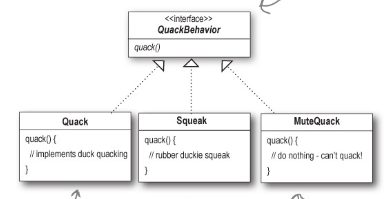 <<interface>>
QuackBehavior
quack()
Quack
quack() {
// implements duck quacking
}
Squeak
quack() {
// rubber duckie squeak
}
MuteQuack
quack() {
// do nothing - can't quack!
}